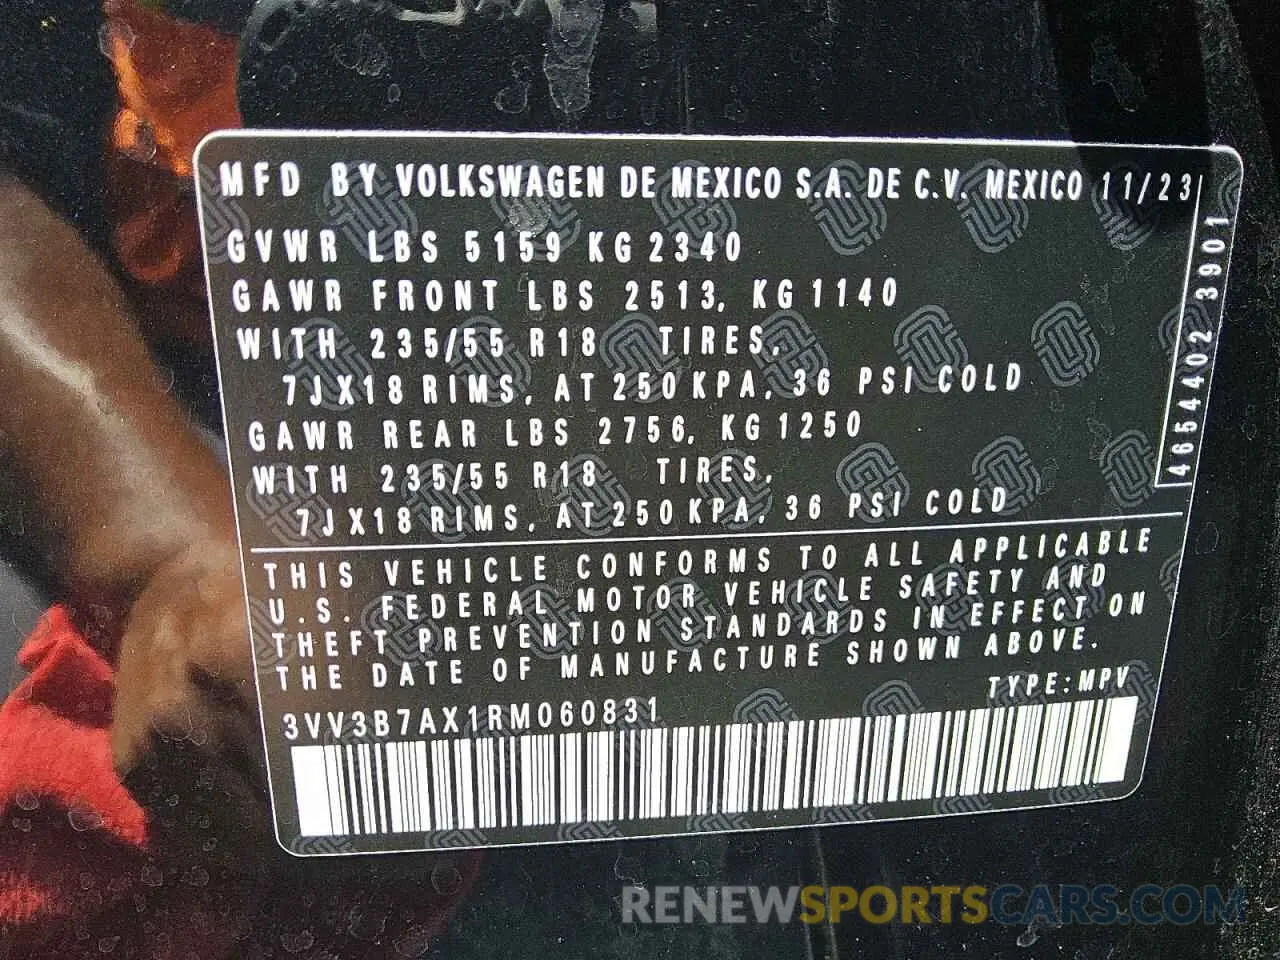 MFD BY VOLKSWAGEN DE MEXICO S.A. DE C.V. MEXICO 11/23
GVWR LBS 5159 KG 2340
GAWR FRONT LBS 2513, KG 1140
WITH 235/55 R18 TIRES,
7JX18 RIMS, AT 250 KPA, 36 PSI COLD
GAWR REAR LBS 2756, KG 1250
WITH 235/55 R18 TIRES,
7JX18 RIMS, AT 250 KPA, 36 PSI COLD
4654402 3901
THIS VEHICLE CONFORMS TO ALL APPLICABLE
U.S. FEDERAL MOTOR VEHICLE SAFETY AND
THEFT PREVENTION STANDARDS IN EFFECT ON
THE DATE OF MANUFACTURE SHOWN ABOVE.
TYPE: MPV
3VV3B7AX1RM060831
RENEWSPORTSCARS.COM